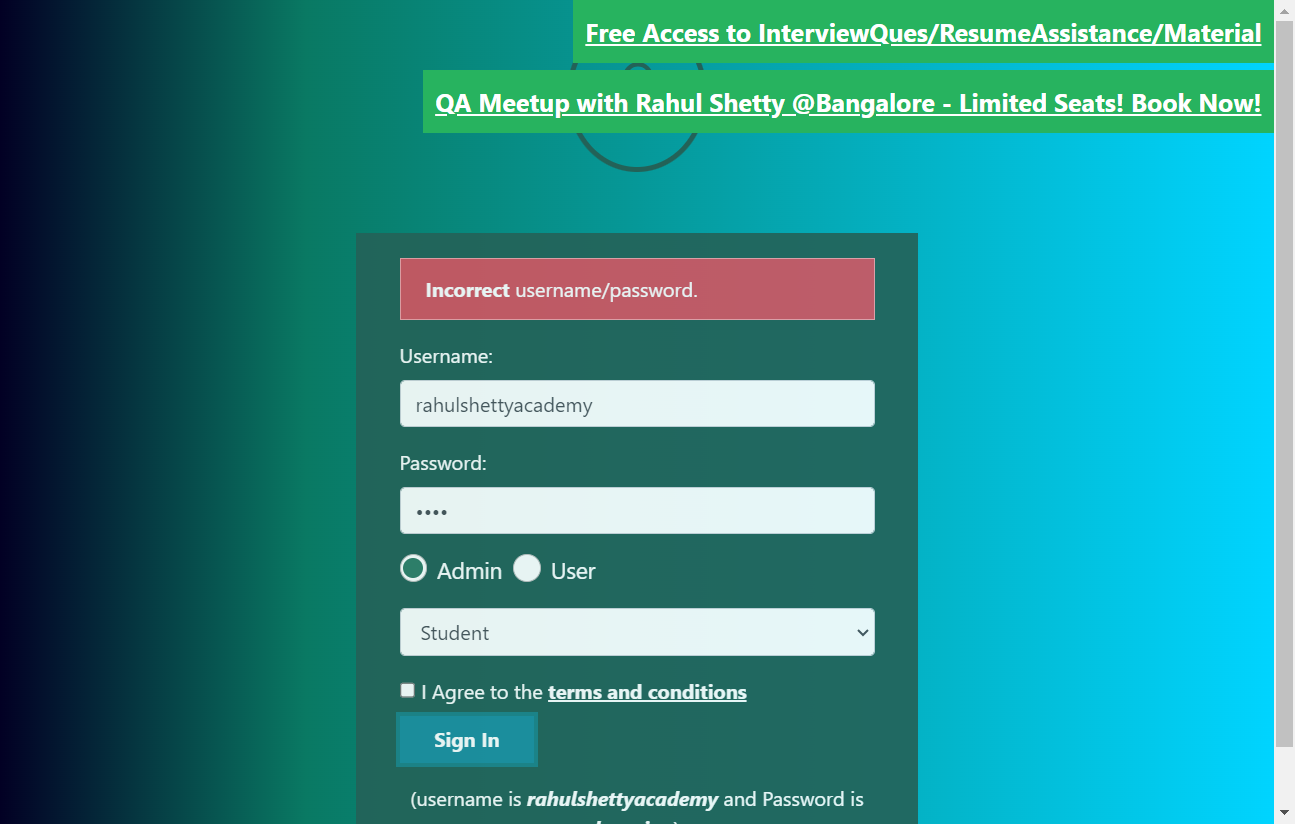 Free Access to InterviewQues/ResumeAssistance/Material
QA Meetup with Rahul Shetty @Bangalore - Limited Seats! Book Now!
Incorrect username/password.
Username:
rahulshettyacademy
Password:
••••
Admin User
Student
I Agree to the terms and conditions
Sign In
(username is rahulshettyacademy and Password is